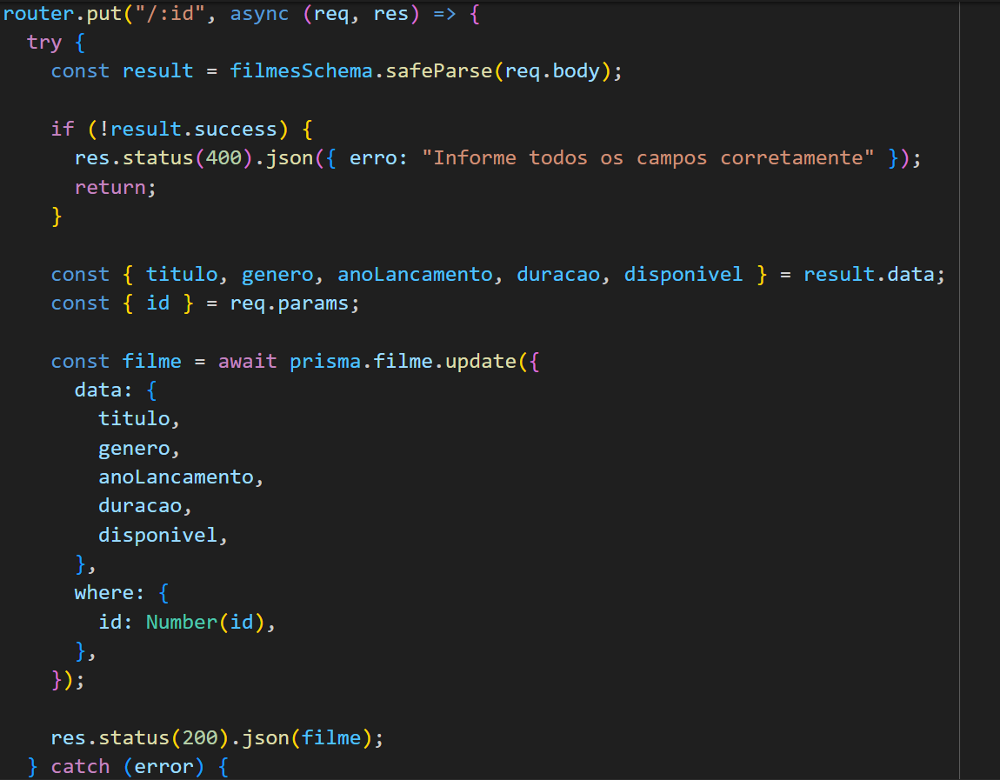 router.put("/:id", async (req, res) => {
  try {
    const result = filmesSchema.safeParse(req.body);

    if (!result.success) {
      res.status(400).json({ erro: "Informe todos os campos corretamente" });
      return;
    }

    const { titulo, genero, anoLancamento, duracao, disponivel } = result.data;
    const { id } = req.params;

    const filme = await prisma.filme.update({
      data: {
        titulo,
        genero,
        anoLancamento,
        duracao,
        disponivel,
      },
      where: {
        id: Number(id),
      },
    });

    res.status(200).json(filme);
  } catch (error) {